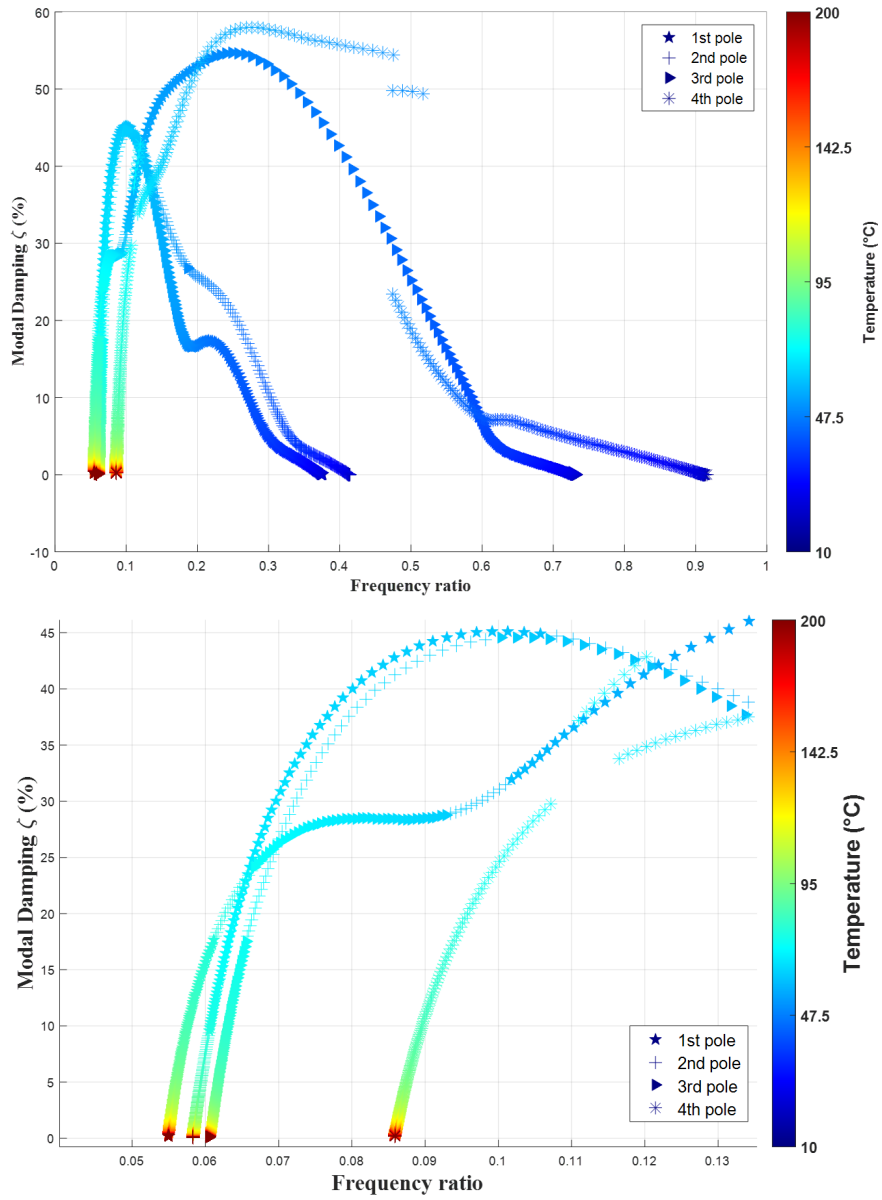 60
50
40
30
20
10
0
-10
Modal Damping ζ (%)
0 0.1 0.2 0.3 0.4 0.5 0.6 0.7 0.8 0.9 1
Frequency ratio
1st pole
2nd pole
3rd pole
4th pole
200
142.5
95
47.5
10
Temperature (°C)
45
40
35
30
25
20
15
10
5
0
Modal Damping ζ (%)
0.05 0.06 0.07 0.08 0.09 0.1 0.11 0.12 0.13
Frequency ratio
1st pole
2nd pole
3rd pole
4th pole
200
142.5
95
47.5
10
Temperature (°C)